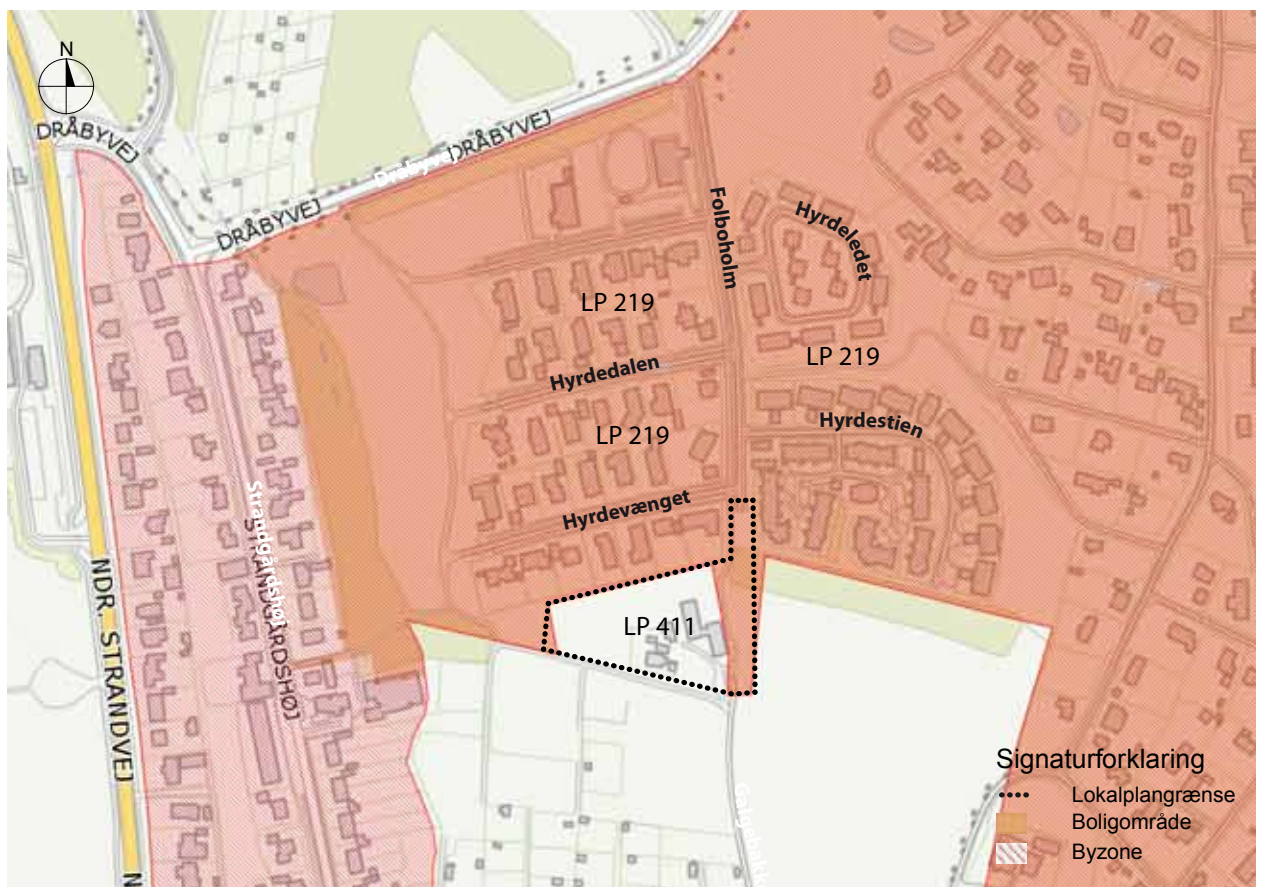 N
DRÅBYVEJ
DRÅBYVEJ
Dråbyvej
DRÅBYVEJ
Folboholm
Hyrdeledet
LP 219
LP 219
Hyrdedalen
LP 219
Hyrdestien
Hyrdevænget
Strandgårdshøj
STRANDGÅRDSHØJ
NDR. STRANDVEJ
LP 411
N
Signaturforklaring
Lokalplangrænse
Boligområde
Byzone